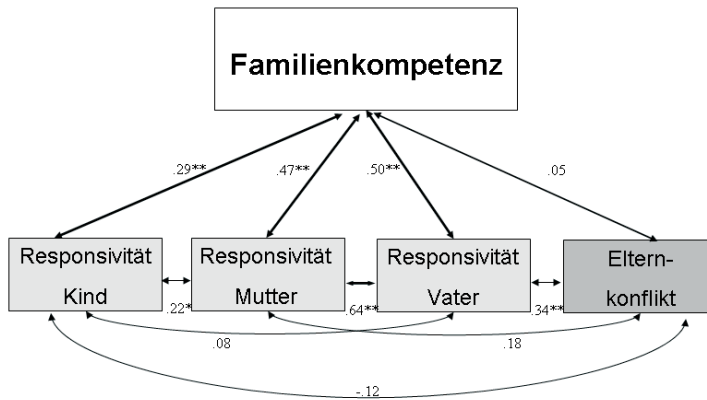 Familienkompetenz
.29**
.47**
.50**
.05
Responsivität
Kind
Responsivität
Mutter
Responsivität
Vater
Eltern-
konflikt
.22*
.64**
.34**
.08
.18
-.12